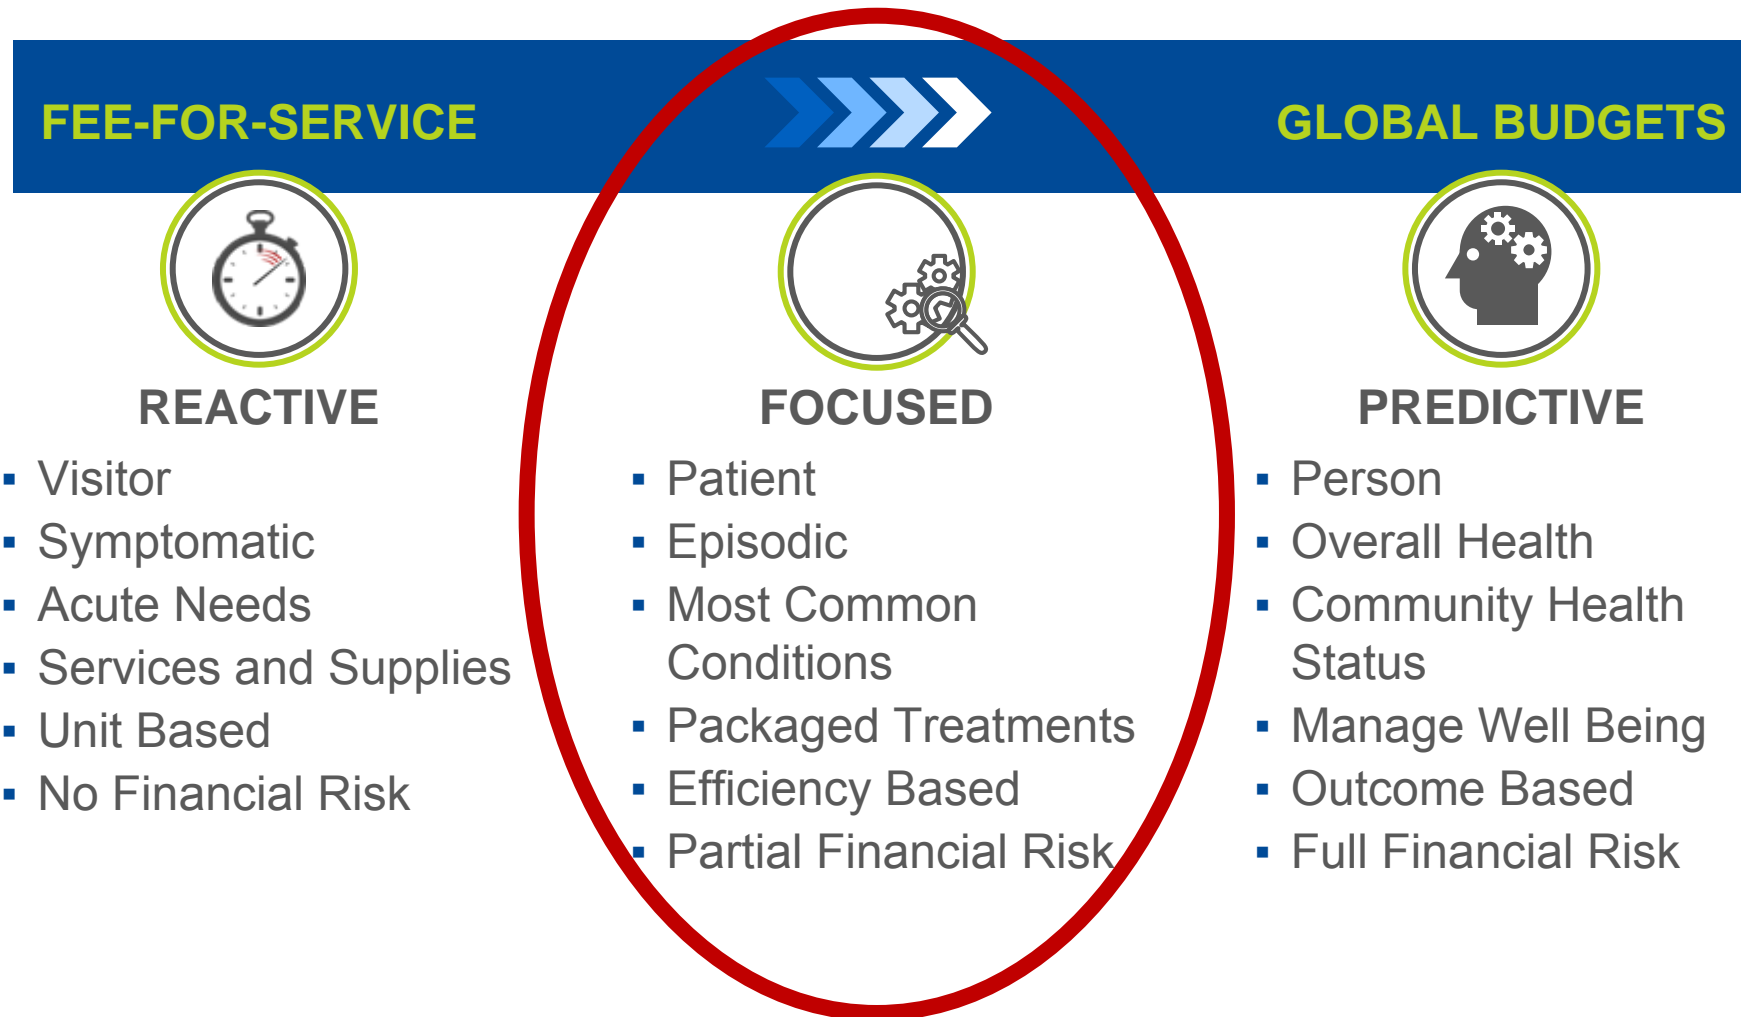 FEE-FOR-SERVICE
GLOBAL BUDGETS
REACTIVE
▪ Visitor
▪ Symptomatic
▪ Acute Needs
▪ Services and Supplies
▪ Unit Based
▪ No Financial Risk
FOCUSED
▪ Patient
▪ Episodic
▪ Most Common
Conditions
▪ Packaged Treatments
▪ Efficiency Based
▪ Partial Financial Risk
PREDICTIVE
▪ Person
▪ Overall Health
▪ Community Health
Status
▪ Manage Well Being
▪ Outcome Based
▪ Full Financial Risk